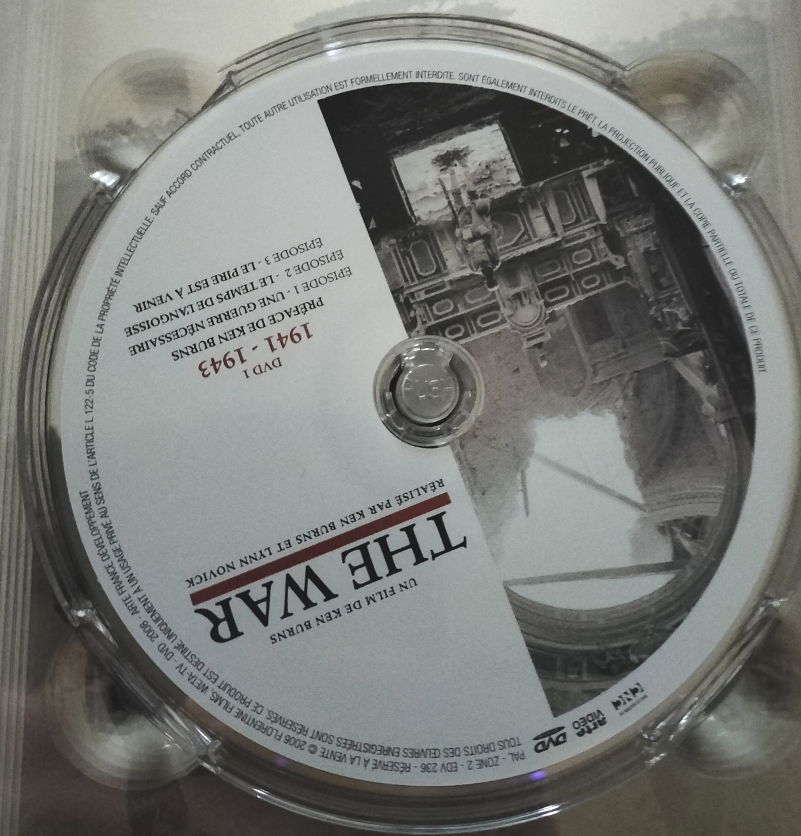 UN FILM DE KEN BURNS
THE WAR
RÉALISÉ PAR KEN BURNS ET LYNN NOVICK
DVD 1
1941 - 1943
PRÉFACE DE KEN BURNS
ÉPISODE 1 - UNE GUERRE NÉCESSAIRE
ÉPISODE 2 - LE TEMPS DE L'ANGOISSE
ÉPISODE 3 - LE PIRE EST À VENIR
arte VIDEO
DVD
PAL - ZONE 2 - EDV 236 - RÉSERVÉ À LA VENTE © 2006 FLORENTINE FILMS, WETA-TV - DVD 2008 - ARTE FRANCE DÉVELOPPEMENT
TOUS DROITS DES ŒUVRES ENREGISTRÉES SONT RÉSERVÉS. CE PRODUIT EST DESTINÉ UNIQUEMENT À UN USAGE PRIVÉ AU SENS DE L'ARTICLE L 122-5 DU CODE DE LA PROPRIÉTÉ INTELLECTUELLE. SAUF ACCORD CONTRACTUEL, TOUTE AUTRE UTILISATION EST FORMELLEMENT INTERDITE. SONT ÉGALEMENT INTERDITS LE PRÊT, LA PROJECTION PUBLIQUE ET LA COPIE PARTIELLE OU TOTALE DE CE PRODUIT.
PUSH